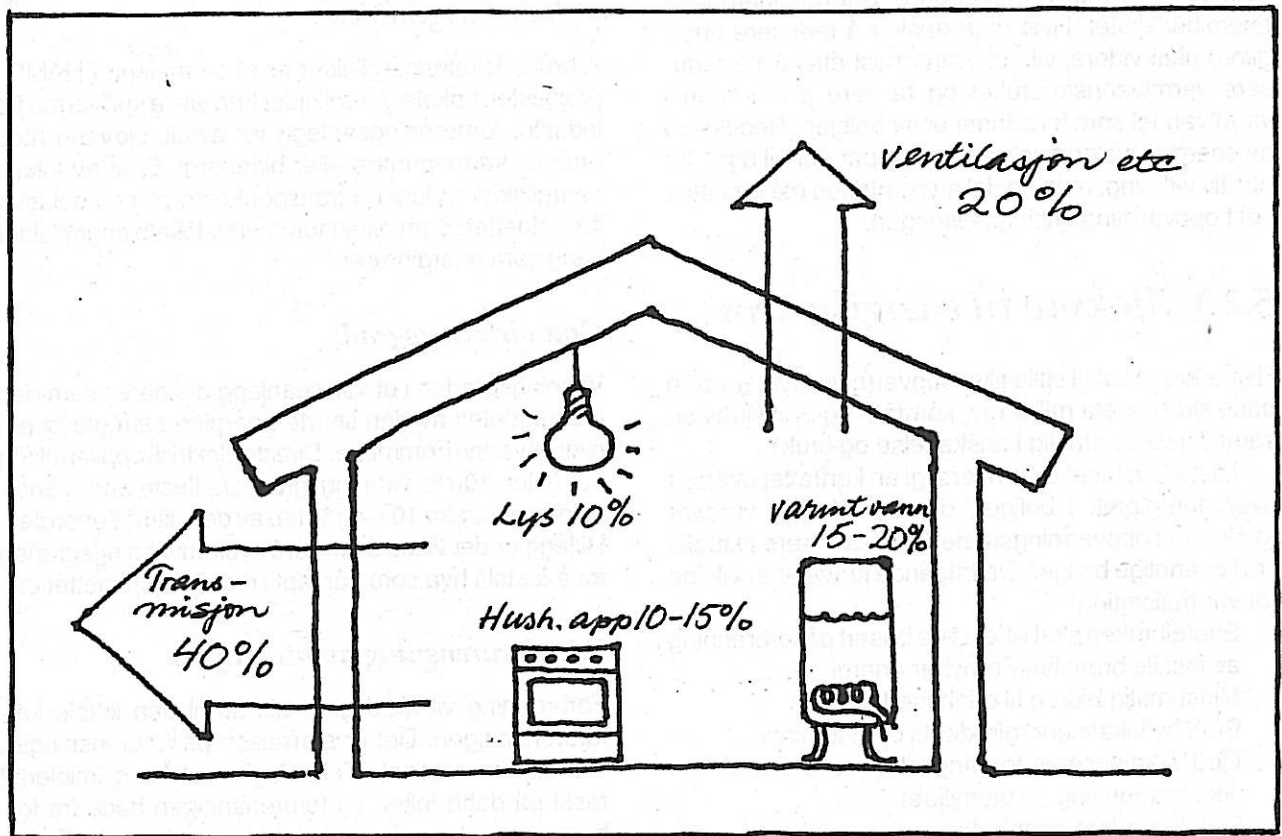 ventilasjon etc
20%
Lys 10%
varmt vann
15-20%
Trans
misjon
40%
Hush. app 10-15%